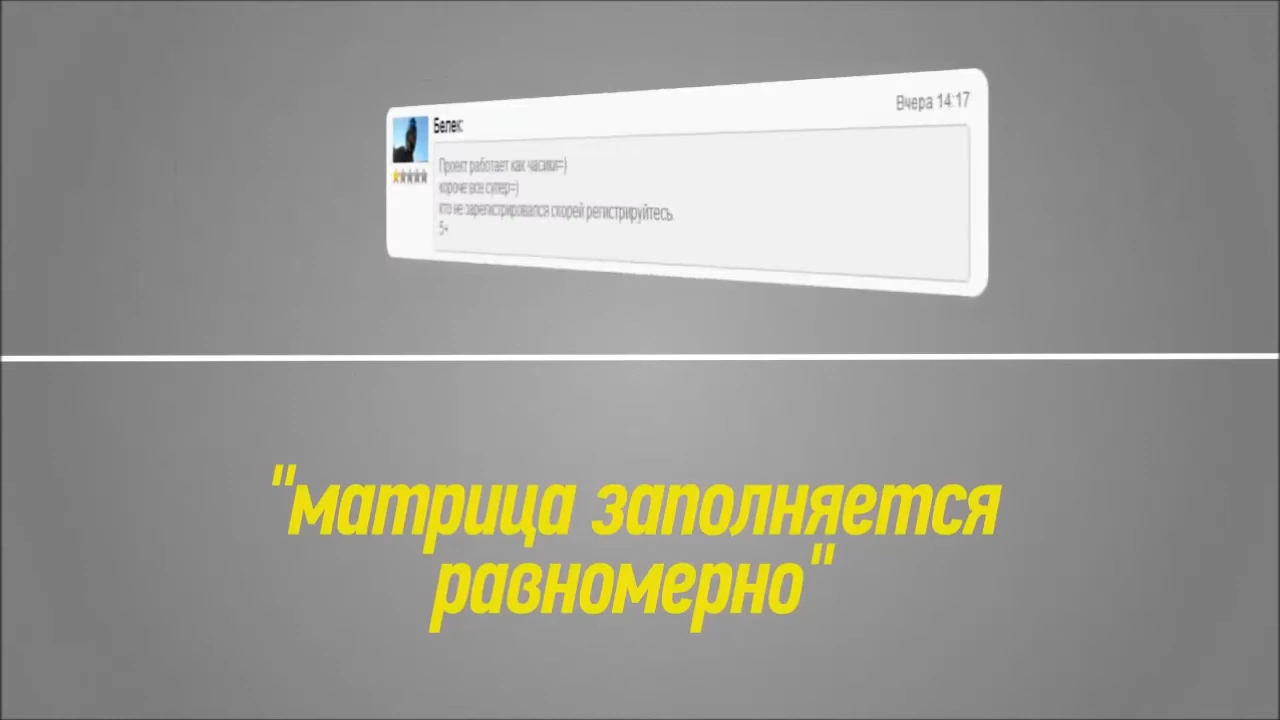 Вчера 14:17
Белек
Проект работает как часики=)
короче все супер=)
кто не зарегистрировался скорей регистрируйтесь.
5+
"матрица заполняется
равномерно"